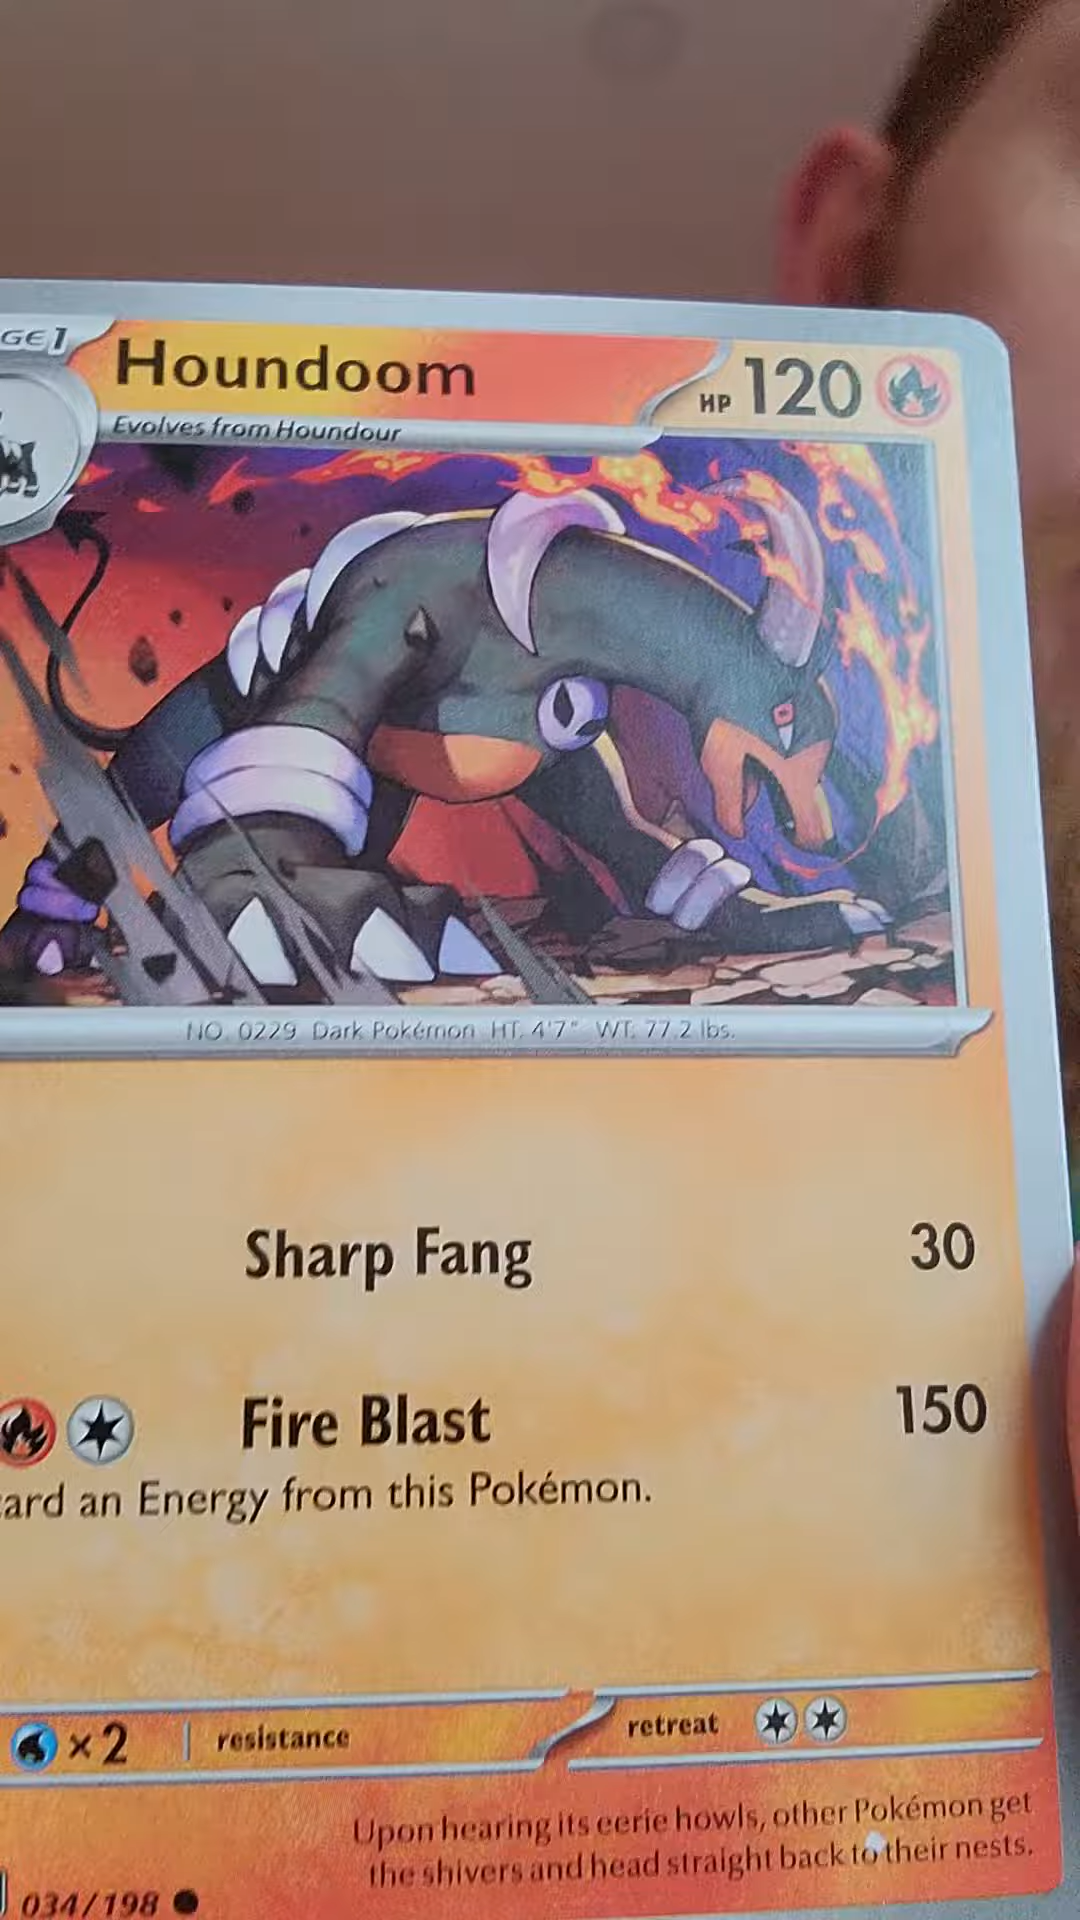 GE 1
Houndoom
HP 120
Evolves from Houndour
NO. 0229 Dark Pokémon HT. 4'7" WT. 77.2 lbs.
Sharp Fang 30
Fire Blast 150
ard an Energy from this Pokémon.
×2 resistance retreat
Upon hearing its eerie howls, other Pokémon get
the shivers and head straight back to their nests.
034/198